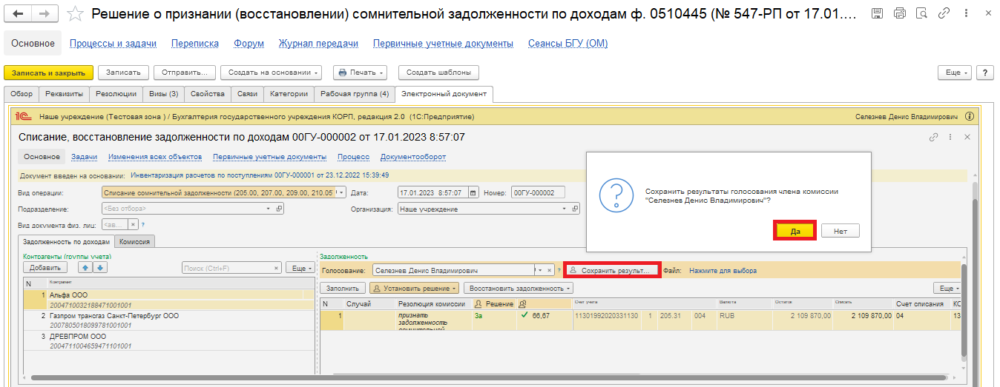 Решение о признании (восстановлении) сомнительной задолженности по доходам ф. 0510445 (№ 547-РП от 17.01....
Основное Процессы и задачи Переписка Форум Журнал передачи Первичные учетные документы Сеансы БГУ (ОМ)
Записать и закрыть Записать Отправить... Создать на основании Печать Создать шаблоны Еще ?
Обзор Реквизиты Резолюции Визы (3) Свойства Связи Категории Рабочая группа (4) Электронный документ
1С Наше учреждение (Тестовая зона ) / Бухгалтерия государственного учреждения КОРП, редакция 2.0 (1С:Предприятие) Селезнев Денис Владимирович
Списание, восстановление задолженности по доходам 00ГУ-000002 от 17.01.2023 8:57:07
Основное Задачи Изменения всех объектов Первичные учетные документы Процесс Документооборот
Документ введен на основании: Инвентаризация расчетов по поступлениям 00ГУ-000001 от 23.12.2022 15:39:49
Вид операции: Списание сомнительной задолженности (205.00, 207.00, 209.00, 210.05 Дата: 17.01.2023 8:57:07 Номер: 00ГУ-000002
Подразделение: <Без отбора> Организация: Наше учреждение
Вид документа физ. лиц: <ав... × ?
Сохранить результаты голосования члена комиссии
"Селезнев Денис Владимирович"?
Да Нет
Задолженность по доходам Комиссия
Контрагенты (группы учета)
Добавить Поиск (Ctrl+F) × Еще
N Контрагент
1 Альфа ООО
2004710032188471001001
2 Газпром трансгаз Санкт-Петербург ООО
2007805018099781001001
3 ДРЕВПРОМ ООО
2004711004659471101001
Задолженность
Голосование: Селезнев Денис Владимирович × ? Сохранить результ... Файл: Нажмите для выбора
Заполнить Установить решение Восстановить задолженность Еще
N Случай Резолюция комиссии Решение Счет учета Валюта Остаток Списать Счет списания КО
1 признать За 66,67 11301992020331130 1 205.31 004 RUB 2 109 870,00 2 109 870,00 04 13
задолженность
сомнительной